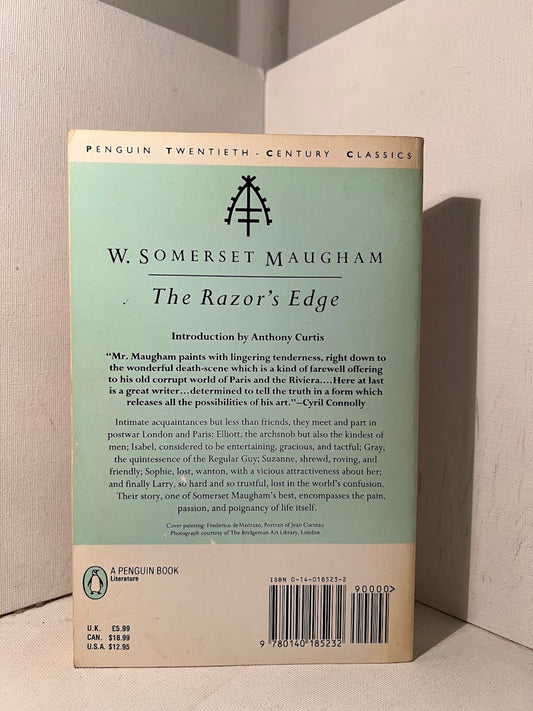 PENGUIN TWENTIETH-CENTURY CLASSICS
W. SOMERSET MAUGHAM
The Razor's Edge
Introduction by Anthony Curtis
"Mr. Maugham paints with lingering tenderness, right down to
the wonderful death-scene which is a kind of farewell offering
to his old corrupt world of Paris and the Riviera....Here at last
is a great writer...determined to tell the truth in a form which
releases all the possibilities of his art."–Cyril Connolly
Intimate acquaintances but less than friends, they meet and part in
postwar London and Paris: Elliott, the archsnob but also the kindest of
men; Isabel, considered to be entertaining, gracious, and tactful; Gray,
the quintessence of the Regular Guy; Suzanne, shrewd, roving, and
friendly; Sophie, lost, wanton, with a vicious attractiveness about her;
and finally Larry, so hard and so trustful, lost in the world's confusion.
Their story, one of Somerset Maugham's best, encompasses the pain,
passion, and poignancy of life itself.
Cover painting: Frederico de Madrazo, Portrait of Jean Cocteau
Photograph courtesy of The Bridgeman Art Library, London
A PENGUIN BOOK
Literature
U.K. £5.99
CAN. $18.99
U.S.A. $12.95
ISBN 0-14-018523-2
90000>
9 780140 185232